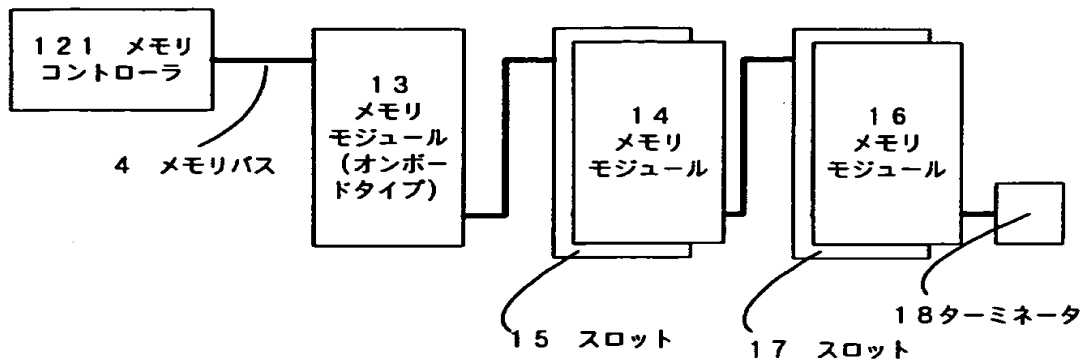 １２１　メモリ
コントローラ
４　メモリバス
１３
メモリ
モジュール
（オンボー
ドタイプ）
１４
メモリ
モジュール
１５　スロット
１６
メモリ
モジュール
１７　スロット
１８ターミネータ